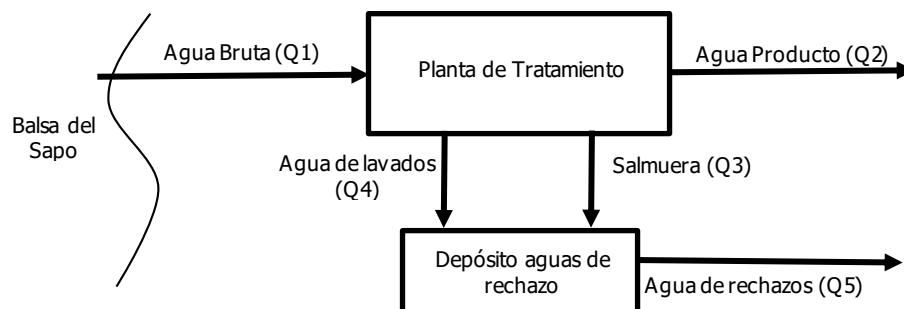 Agua Bruta (Q1)
Planta de Tratamiento
Agua Producto (Q2)
Balsa del
Sapo
Agua de lavados
(Q4)
Salmuera (Q3)
Depósito aguas de
rechazo
Agua de rechazos (Q5)